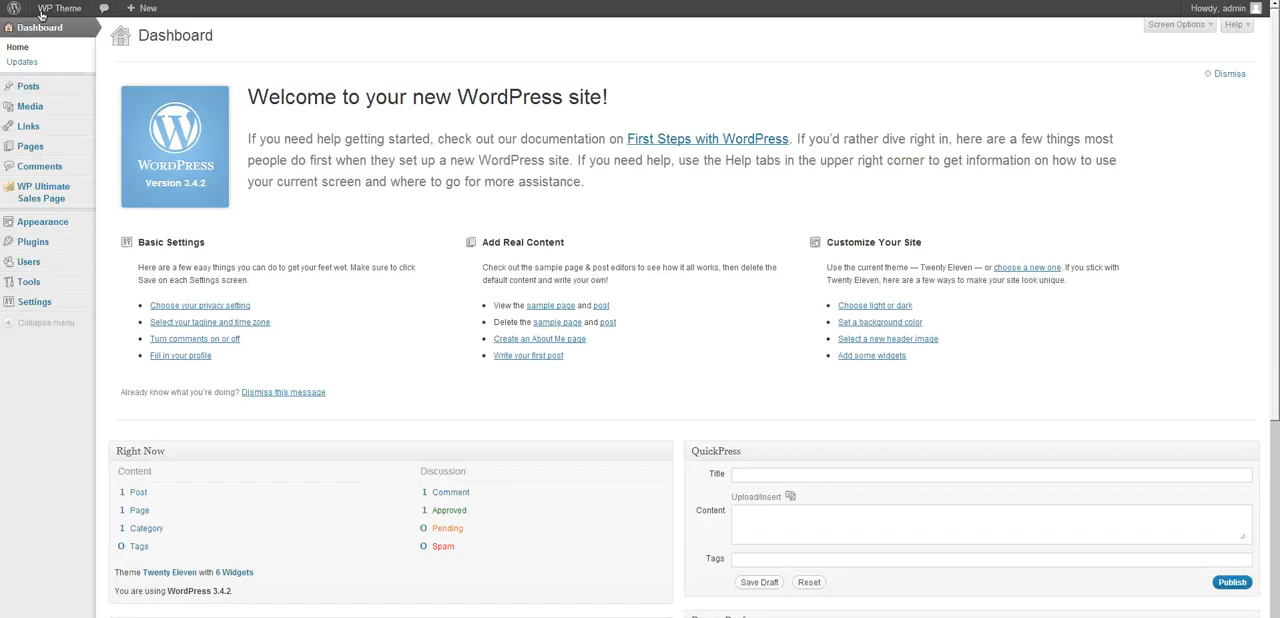 WP Theme
New
Howdy, admin
Dashboard
Home
Updates
Posts
Media
Links
Pages
Comments
WP Ultimate
Sales Page
Appearance
Plugins
Users
Tools
Settings
Collapse menu
Dashboard
Screen Options
Help
Dismiss
WORDPRESS
Version 3.4.2
Welcome to your new WordPress site!
If you need help getting started, check out our documentation on First Steps with WordPress. If you’d rather dive right in, here are a few things most
people do first when they set up a new WordPress site. If you need help, use the Help tabs in the upper right corner to get information on how to use
your current screen and where to go for more assistance.
Basic Settings
Here are a few easy things you can do to get your feet wet. Make sure to click
Save on each Settings screen.
Choose your privacy setting
Select your tagline and time zone
Turn comments on or off
Fill in your profile
Add Real Content
Check out the sample page & post editors to see how it all works, then delete the
default content and write your own!
View the sample page and post
Delete the sample page and post
Create an About Me page
Write your first post
Customize Your Site
Use the current theme — Twenty Eleven — or choose a new one. If you stick with
Twenty Eleven, here are a few ways to make your site look unique.
Choose light or dark
Set a background color
Select a new header image
Add some widgets
Already know what you’re doing? Dismiss this message
Right Now
Content
1 Post
1 Page
1 Category
0 Tags
Discussion
1 Comment
1 Approved
0 Pending
0 Spam
Theme Twenty Eleven with 6 Widgets
You are using WordPress 3.4.2.
QuickPress
Title
Upload/Insert
Content
Tags
Save Draft
Reset
Publish